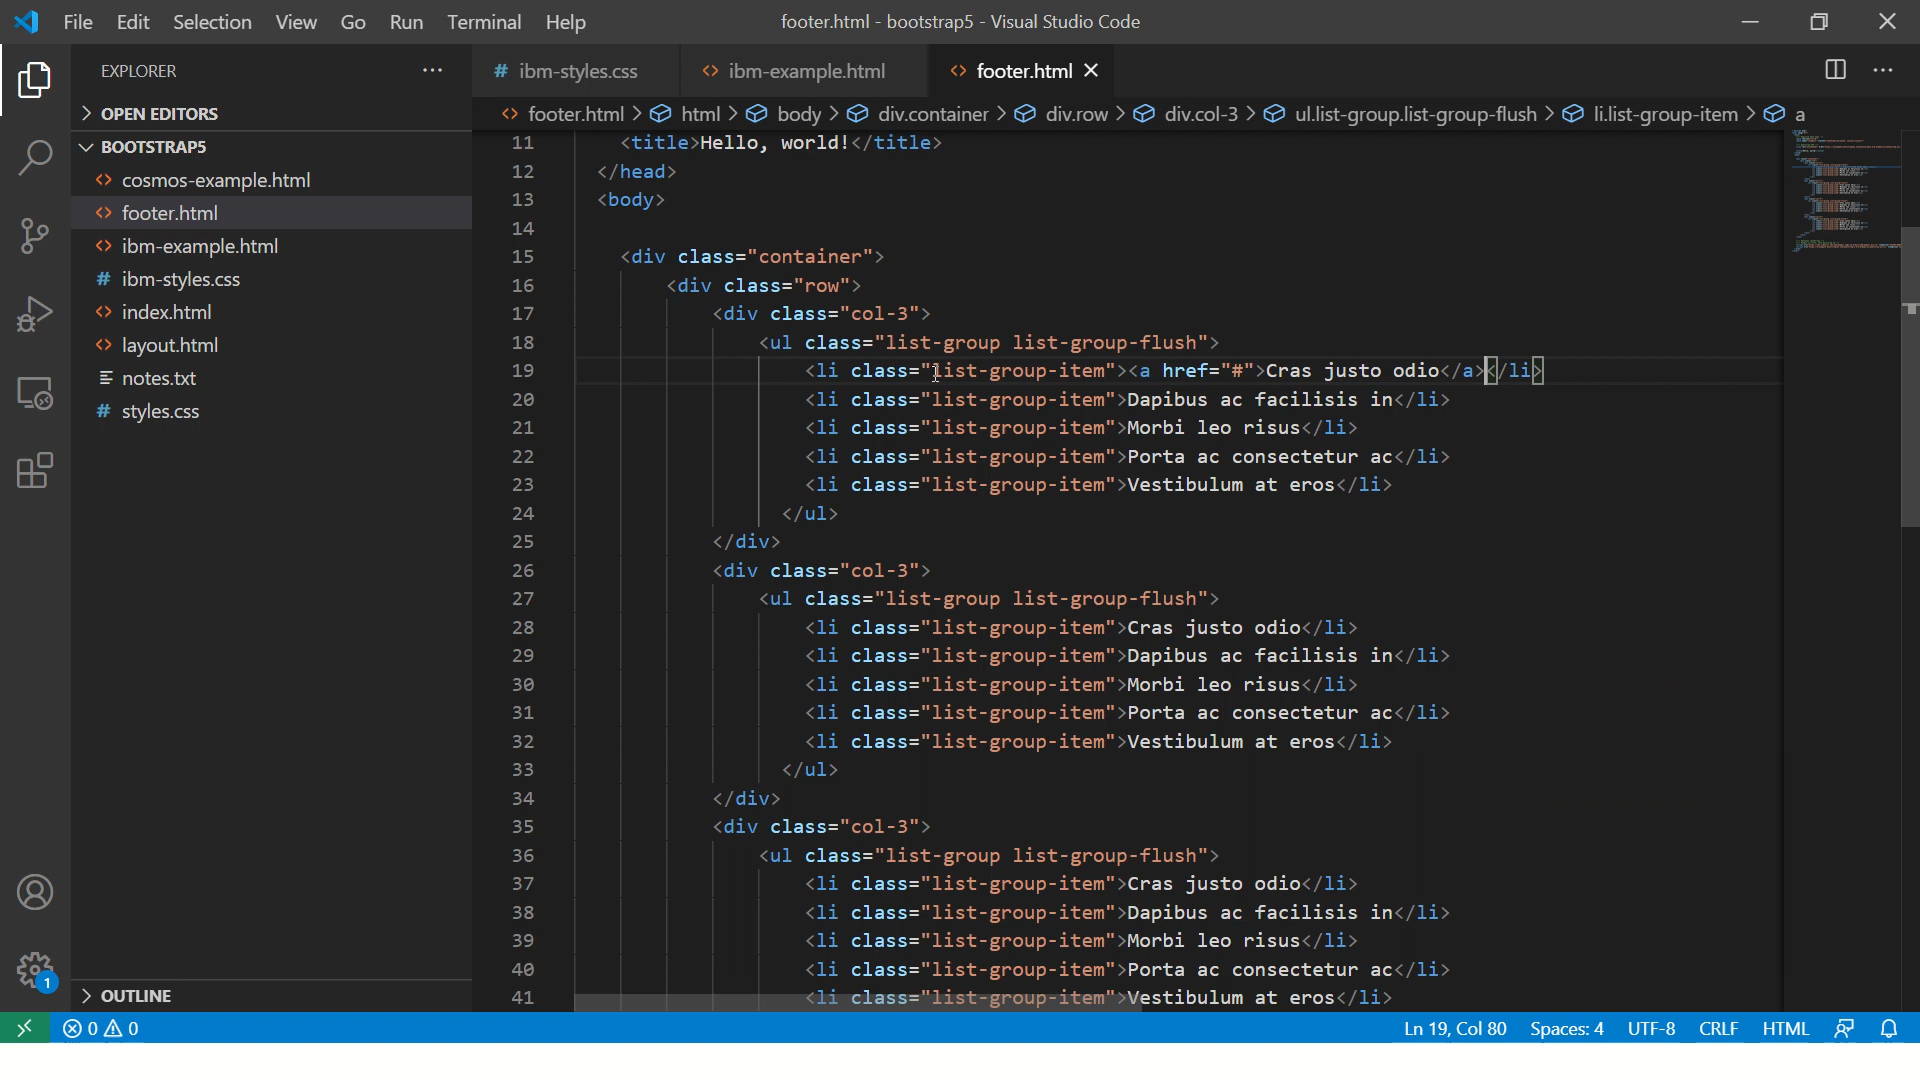 File Edit Selection View Go Run Terminal Help footer.html - bootstrap5 - Visual Studio Code
EXPLORER
OPEN EDITORS
BOOTSTRAP5
cosmos-example.html
footer.html
ibm-example.html
# ibm-styles.css
index.html
layout.html
notes.txt
# styles.css
OUTLINE
# ibm-styles.css ibm-example.html footer.html
footer.html > html > body > div.container > div.row > div.col-3 > ul.list-group.list-group-flush > li.list-group-item > a
11 <title>Hello, world!</title>
12 </head>
13 <body>
14
15 <div class="container">
16 <div class="row">
17 <div class="col-3">
18 <ul class="list-group list-group-flush">
19 <li class="list-group-item"><a href="#">Cras justo odio</a></li>
20 <li class="list-group-item">Dapibus ac facilisis in</li>
21 <li class="list-group-item">Morbi leo risus</li>
22 <li class="list-group-item">Porta ac consectetur ac</li>
23 <li class="list-group-item">Vestibulum at eros</li>
24 </ul>
25 </div>
26 <div class="col-3">
27 <ul class="list-group list-group-flush">
28 <li class="list-group-item">Cras justo odio</li>
29 <li class="list-group-item">Dapibus ac facilisis in</li>
30 <li class="list-group-item">Morbi leo risus</li>
31 <li class="list-group-item">Porta ac consectetur ac</li>
32 <li class="list-group-item">Vestibulum at eros</li>
33 </ul>
34 </div>
35 <div class="col-3">
36 <ul class="list-group list-group-flush">
37 <li class="list-group-item">Cras justo odio</li>
38 <li class="list-group-item">Dapibus ac facilisis in</li>
39 <li class="list-group-item">Morbi leo risus</li>
40 <li class="list-group-item">Porta ac consectetur ac</li>
41 <li class="list-group-item">Vestibulum at eros</li>
1
0 0 Ln 19, Col 80 Spaces: 4 UTF-8 CRLF HTML